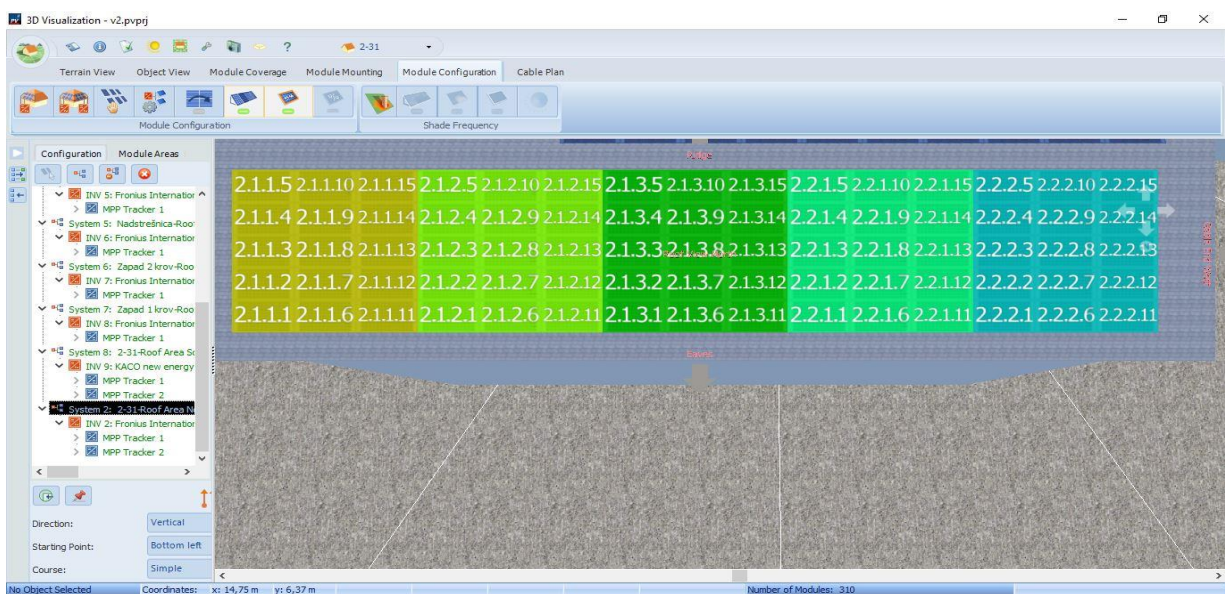 3D Visualization - v2.pvprj
2-31
Terrain View Object View Module Coverage Module Mounting Module Configuration Cable Plan
Module Configuration Shade Frequency
Configuration Module Areas
INV 5: Fronius Internation
MPP Tracker 1
System 5: Nadstrešnica-Roof
INV 6: Fronius Internation
MPP Tracker 1
System 6: Zapad 2 krov-Roo
INV 7: Fronius Internation
MPP Tracker 1
System 7: Zapad 1 krov-Roo
INV 8: Fronius Internation
MPP Tracker 1
System 8: 2-31-Roof Area So
INV 9: KACO new energy
MPP Tracker 1
MPP Tracker 2
System 2: 2-31-Roof Area No
INV 2: Fronius Internation
MPP Tracker 1
MPP Tracker 2
Direction: Vertical
Starting Point: Bottom left
Course: Simple
Ridge
2.1.1.5 2.1.1.10 2.1.1.15 2.1.2.5 2.1.2.10 2.1.2.15 2.1.3.5 2.1.3.10 2.1.3.15 2.2.1.5 2.2.1.10 2.2.1.15 2.2.2.5 2.2.2.10 2.2.2.15
2.1.1.4 2.1.1.9 2.1.1.14 2.1.2.4 2.1.2.9 2.1.2.14 2.1.3.4 2.1.3.9 2.1.3.14 2.2.1.4 2.2.1.9 2.2.1.14 2.2.2.4 2.2.2.9 2.2.2.14
2.1.1.3 2.1.1.8 2.1.1.13 2.1.2.3 2.1.2.8 2.1.2.13 2.1.3.3 2.1.3.8 2.1.3.13 2.2.1.3 2.2.1.8 2.2.1.13 2.2.2.3 2.2.2.8 2.2.2.13
2.1.1.2 2.1.1.7 2.1.1.12 2.1.2.2 2.1.2.7 2.1.2.12 2.1.3.2 2.1.3.7 2.1.3.12 2.2.1.2 2.2.1.7 2.2.1.12 2.2.2.2 2.2.2.7 2.2.2.12
2.1.1.1 2.1.1.6 2.1.1.11 2.1.2.1 2.1.2.6 2.1.2.11 2.1.3.1 2.1.3.6 2.1.3.11 2.2.1.1 2.2.1.6 2.2.1.11 2.2.2.1 2.2.2.6 2.2.2.11
Eaves
No Object Selected Coordinates: x: 14,75 m y: 6,37 m Number of Modules: 310